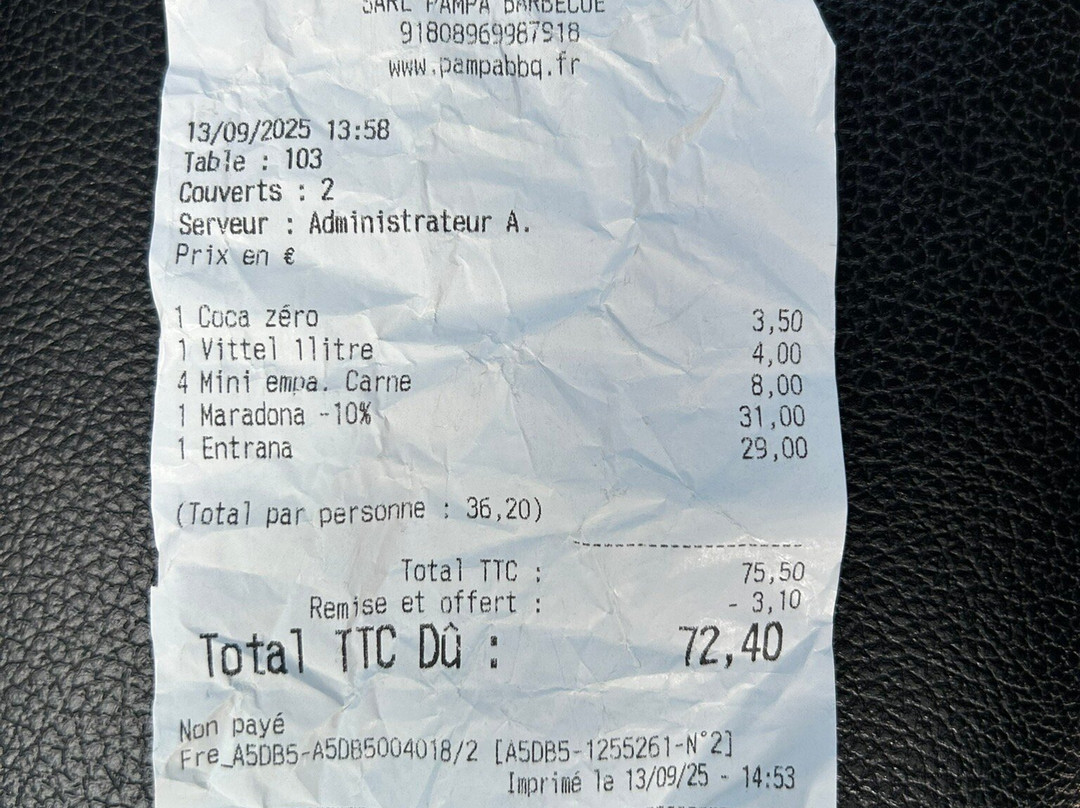 SARL PAMPA BARBECUE
91808969987918
www.pampabbq.fr
13/09/2025 13:58
Table : 103
Couverts : 2
Serveur : Administrateur A.
Prix en €
1 Coca zéro 3,50
1 Vittel 1litre 4,00
4 Mini empa. Carne 8,00
1 Maradona -10% 31,00
1 Entrana 29,00
(Total par personne : 36,20)
Total TTC : 75,50
Remise et offert : - 3,10
Total TTC Dû : 72,40
Non payé
Fre_A5DB5-A5DB5004018/2 [A5DB5-1255261-N°2]
Imprimé le 13/09/25 - 14:53